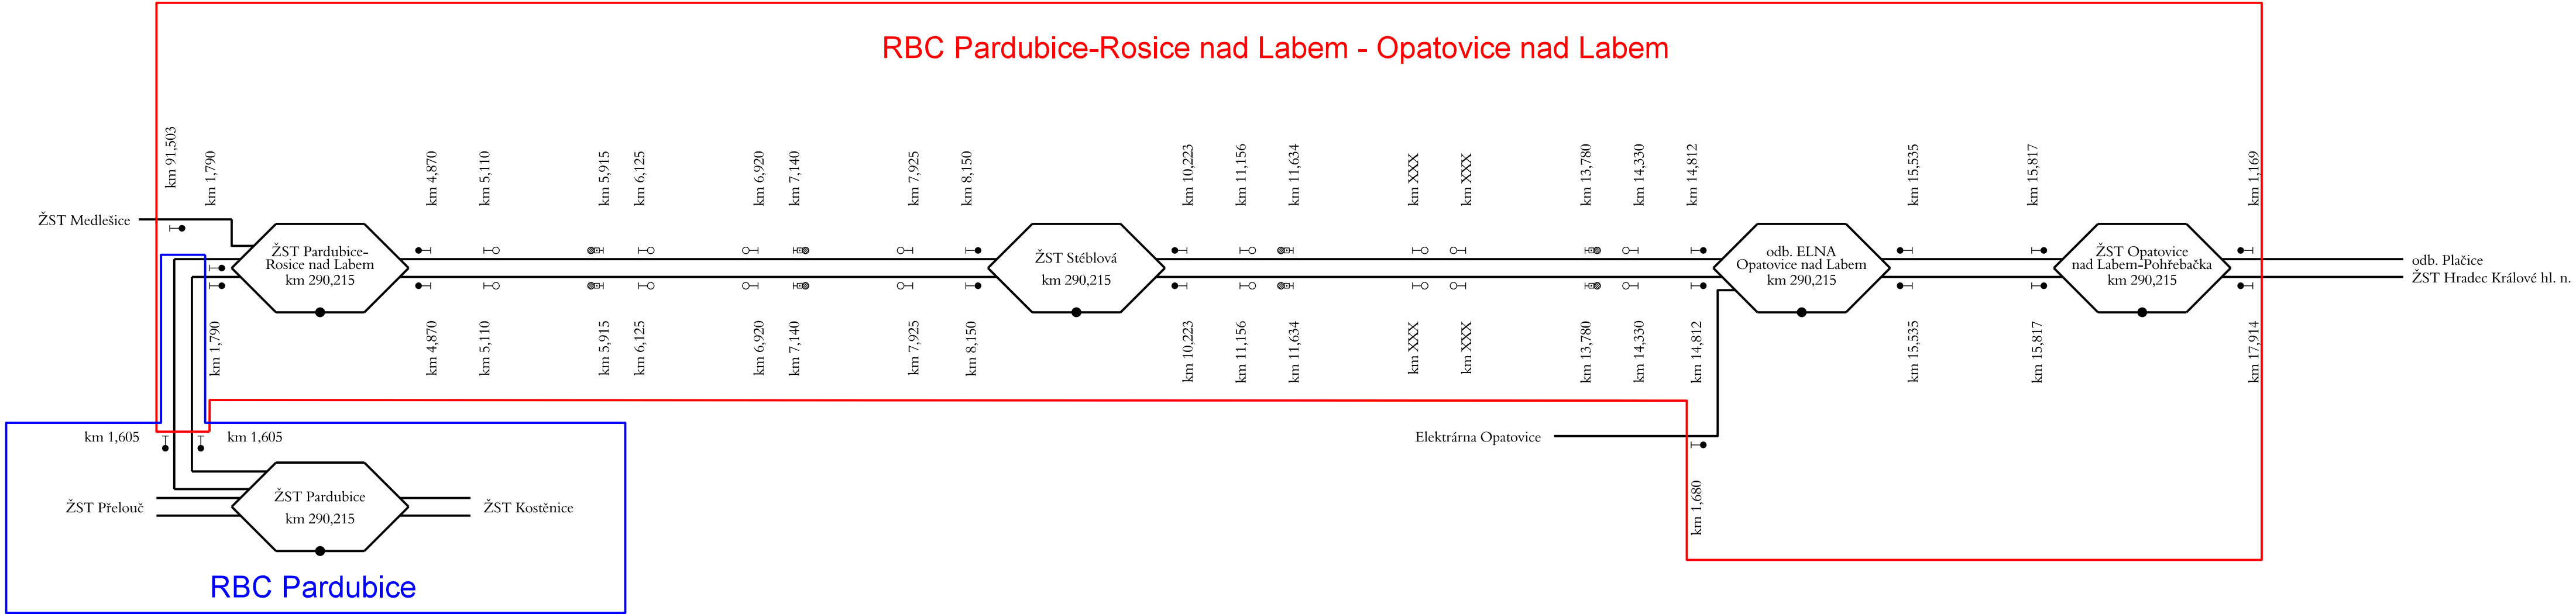 RBC Pardubice-Rosice nad Labem - Opatovice nad Labem
km 91,503
km 1,790
km 4,870
km 5,110
km 5,915
km 6,125
km 6,920
km 7,140
km 7,925
km 8,150
km 10,223
km 11,156
km 11,634
km XXX
km XXX
km 13,780
km 14,330
km 14,812
km 15,535
km 15,817
km 1,169
ŽST Medlešice
ŽST Pardubice-
Rosice nad Labem
km 290,215
ŽST Stéblová
km 290,215
odb. ELNA
Opatovice nad Labem
km 290,215
ŽST Opatovice
nad Labem-Pohřebačka
km 290,215
odb. Plačice
ŽST Hradec Králové hl. n.
km 1,790
km 4,870
km 5,110
km 5,915
km 6,125
km 6,920
km 7,140
km 7,925
km 8,150
km 10,223
km 11,156
km 11,634
km XXX
km XXX
km 13,780
km 14,330
km 14,812
km 15,535
km 15,817
km 17,914
km 1,605
km 1,605
Elektrárna Opatovice
km 1,680
ŽST Přelouč
ŽST Pardubice
km 290,215
ŽST Kostěnice
RBC Pardubice